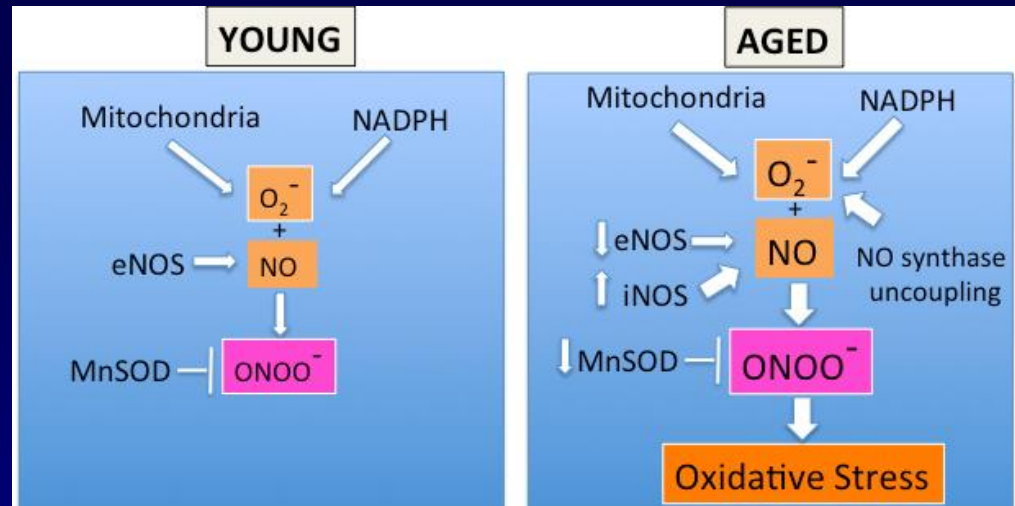 YOUNG
Mitochondria
NADPH
O₂⁻
+
eNOS
NO
MnSOD
ONOO⁻
AGED
Mitochondria
NADPH
O₂⁻
+
eNOS
NO
iNOS
NO synthase
uncoupling
MnSOD
ONOO⁻
Oxidative Stress